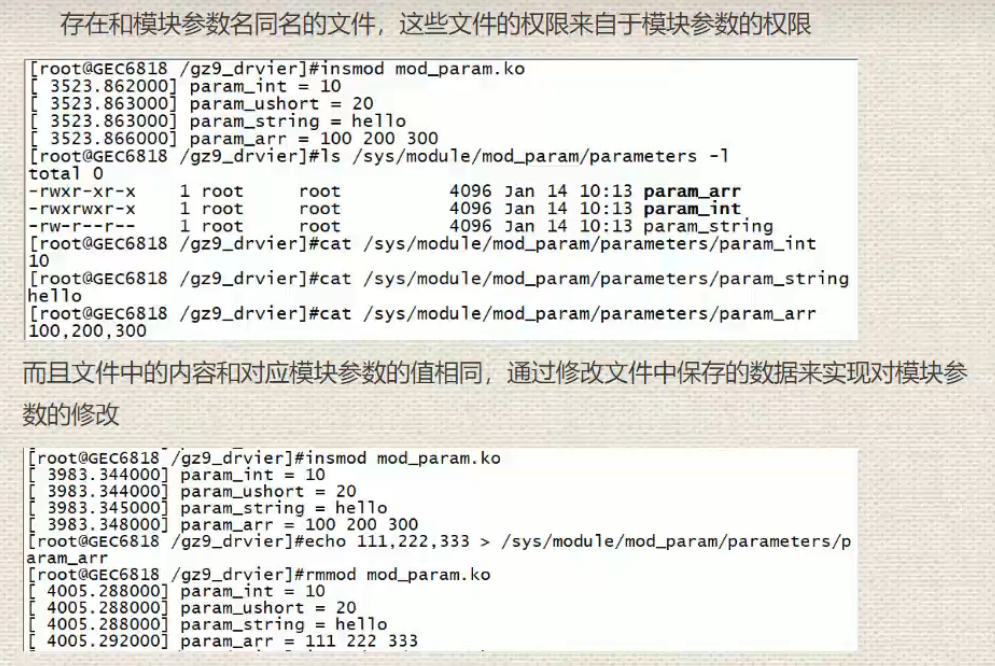 存在和模块参数名同名的文件，这些文件的权限来自于模块参数的权限
[root@GEC6818 /gz9_drvier]#insmod mod_param.ko
[ 3523.862000] param_int = 10
[ 3523.863000] param_ushort = 20
[ 3523.863000] param_string = hello
[ 3523.866000] param_arr = 100 200 300
[root@GEC6818 /gz9_drvier]#ls /sys/module/mod_param/parameters -l
total 0
-rwxr-xr-x    1 root     root          4096 Jan 14 10:13 param_arr
-rwxrwxr-x    1 root     root          4096 Jan 14 10:13 param_int
-rw-r--r--    1 root     root          4096 Jan 14 10:13 param_string
[root@GEC6818 /gz9_drvier]#cat /sys/module/mod_param/parameters/param_int
10
[root@GEC6818 /gz9_drvier]#cat /sys/module/mod_param/parameters/param_string
hello
[root@GEC6818 /gz9_drvier]#cat /sys/module/mod_param/parameters/param_arr
100,200,300
而且文件中的内容和对应模块参数的值相同，通过修改文件中保存的数据来实现对模块参
数的修改
[root@GEC6818 /gz9_drvier]#insmod mod_param.ko
[ 3983.344000] param_int = 10
[ 3983.344000] param_ushort = 20
[ 3983.345000] param_string = hello
[ 3983.348000] param_arr = 100 200 300
[root@GEC6818 /gz9_drvier]#echo 111,222,333 > /sys/module/mod_param/parameters/p
aram_arr
[root@GEC6818 /gz9_drvier]#rmmod mod_param.ko
[ 4005.288000] param_int = 10
[ 4005.288000] param_ushort = 20
[ 4005.288000] param_string = hello
[ 4005.292000] param_arr = 111 222 333